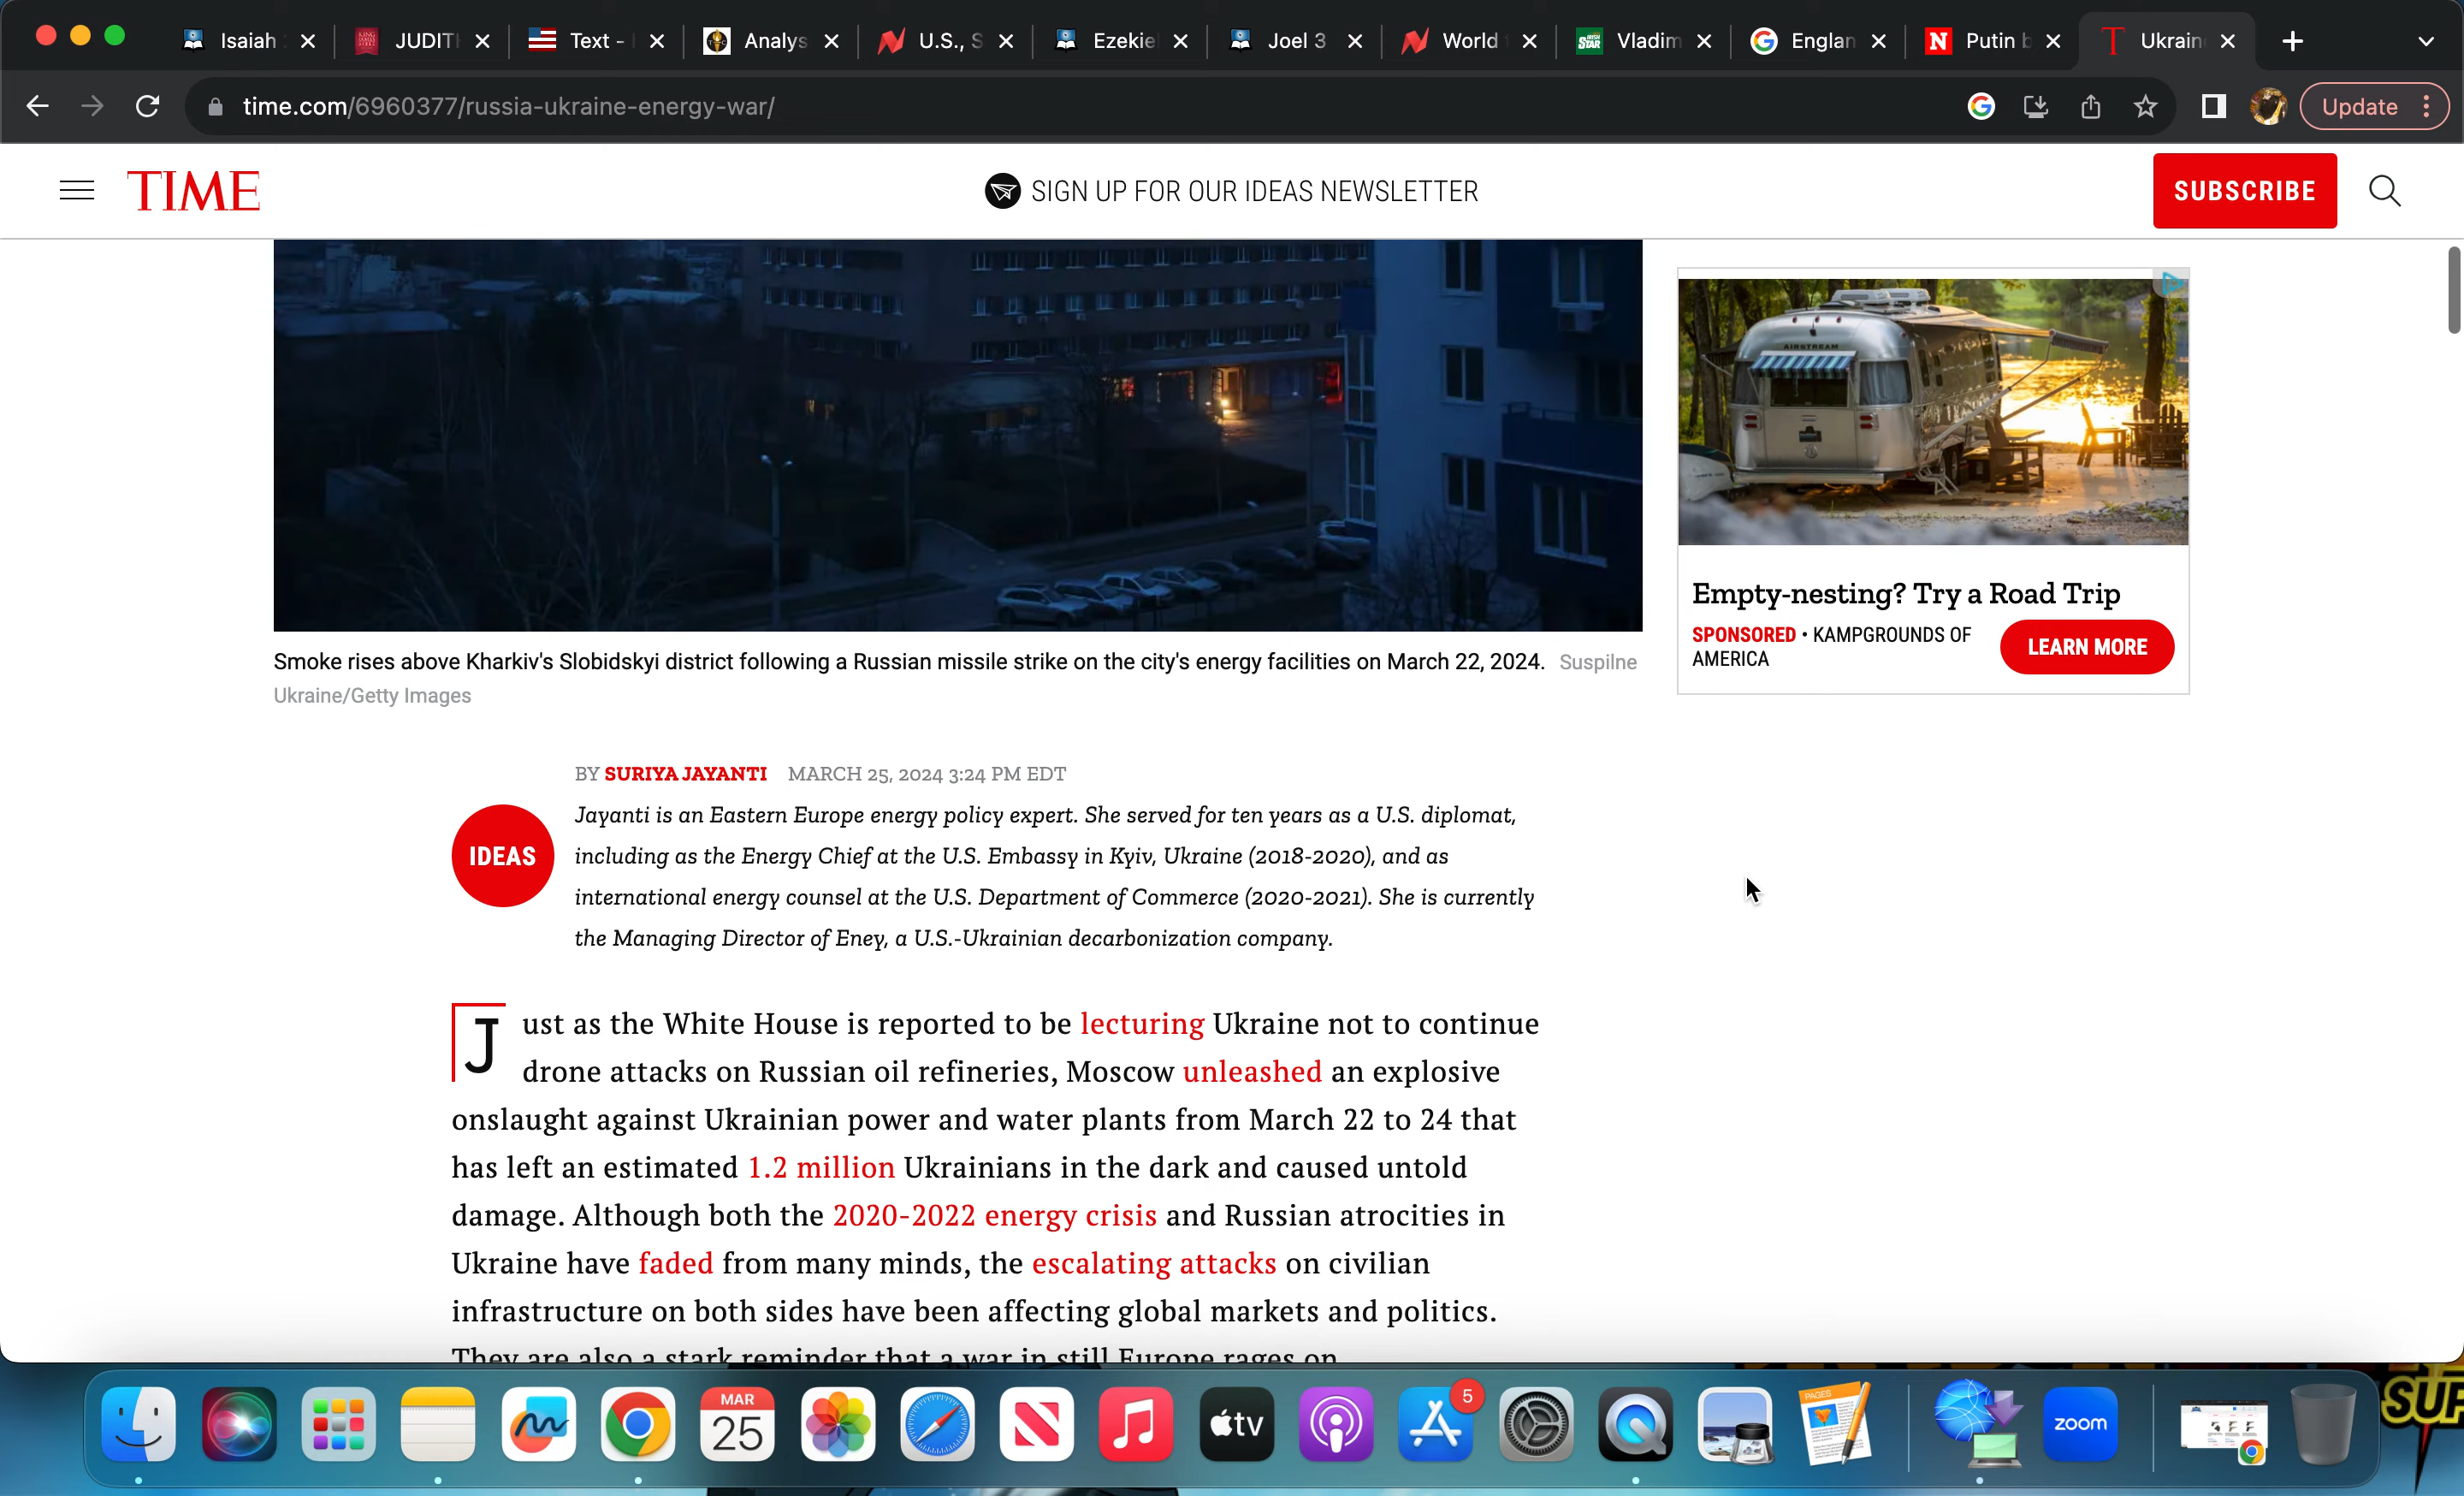 Isaiah
JUDIT
Text -
Analys
U.S., S
Ezekie
Joel 3
World
Vladim
Englan
Putin b
Ukrain
time.com/6960377/russia-ukraine-energy-war/
Update
TIME
SIGN UP FOR OUR IDEAS NEWSLETTER
SUBSCRIBE
AIRSTREAM
Empty-nesting? Try a Road Trip
SPONSORED • KAMPGROUNDS OF
AMERICA
LEARN MORE
Smoke rises above Kharkiv's Slobidskyi district following a Russian missile strike on the city's energy facilities on March 22, 2024. Suspilne
Ukraine/Getty Images
BY SURIYA JAYANTI MARCH 25, 2024 3:24 PM EDT
IDEAS
Jayanti is an Eastern Europe energy policy expert. She served for ten years as a U.S. diplomat,
including as the Energy Chief at the U.S. Embassy in Kyiv, Ukraine (2018-2020), and as
international energy counsel at the U.S. Department of Commerce (2020-2021). She is currently
the Managing Director of Eney, a U.S.-Ukrainian decarbonization company.
Just as the White House is reported to be lecturing Ukraine not to continue
drone attacks on Russian oil refineries, Moscow unleashed an explosive
onslaught against Ukrainian power and water plants from March 22 to 24 that
has left an estimated 1.2 million Ukrainians in the dark and caused untold
damage. Although both the 2020-2022 energy crisis and Russian atrocities in
Ukraine have faded from many minds, the escalating attacks on civilian
infrastructure on both sides have been affecting global markets and politics.
They are also a stark reminder that a war in still Europe rages on
MAR
25
tv
5
PAGES
zoom
SUP